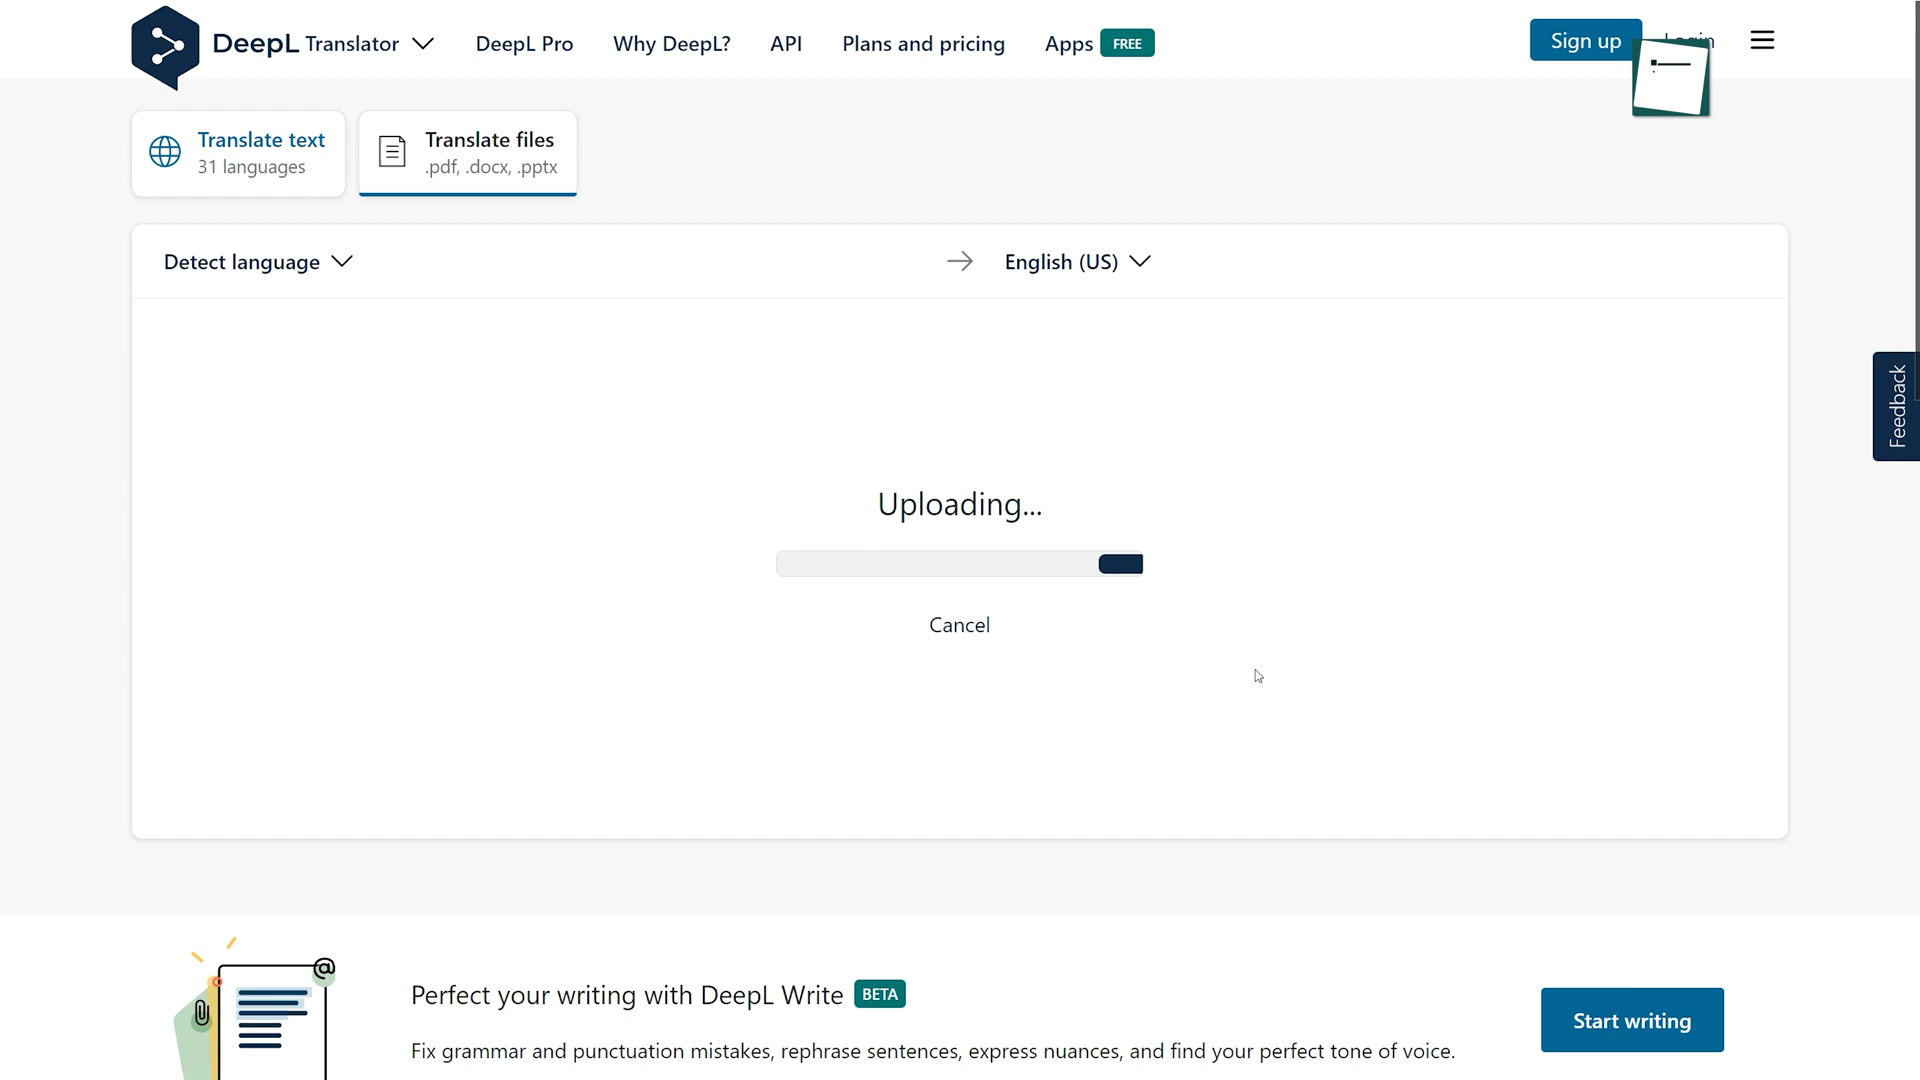 DeepL Translator
DeepL Pro
Why DeepL?
API
Plans and pricing
Apps FREE
Sign up
Login
Translate text
31 languages
Translate files
.pdf, .docx, .pptx
Detect language
English (US)
Feedback
Uploading...
Cancel
Perfect your writing with DeepL Write BETA
Fix grammar and punctuation mistakes, rephrase sentences, express nuances, and find your perfect tone of voice.
Start writing